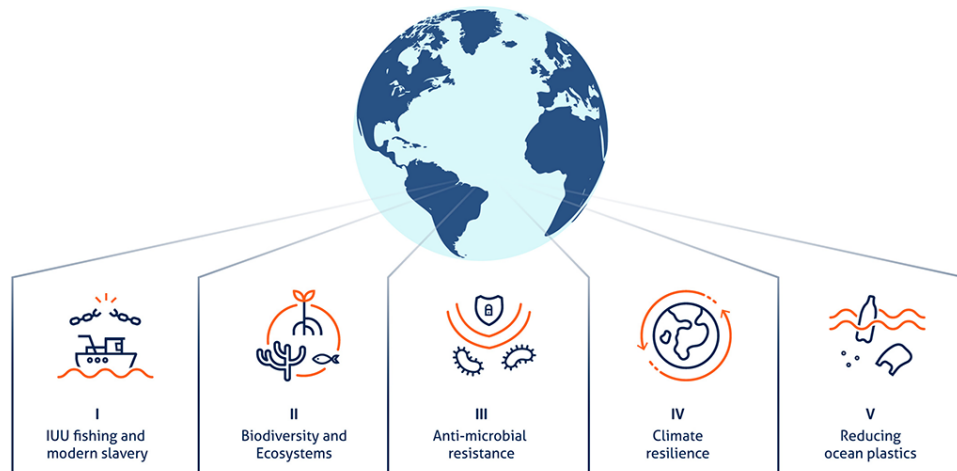 I
IUU fishing and
modern slavery
II
Biodiversity and
Ecosystems
III
Anti-microbial
resistance
IV
Climate
resilience
V
Reducing
ocean plastics